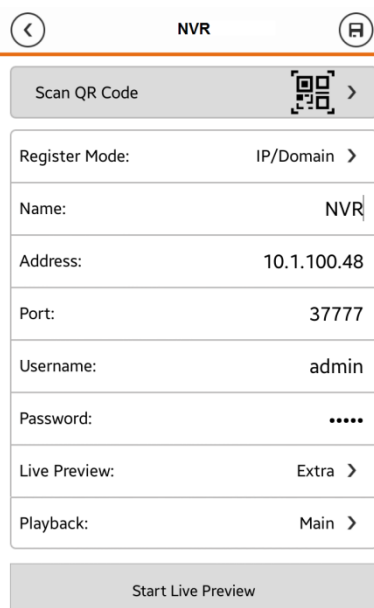 NVR
Scan QR Code
Register Mode: IP/Domain
Name: NVR
Address: 10.1.100.48
Port: 37777
Username: admin
Password: •••••
Live Preview: Extra
Playback: Main
Start Live Preview